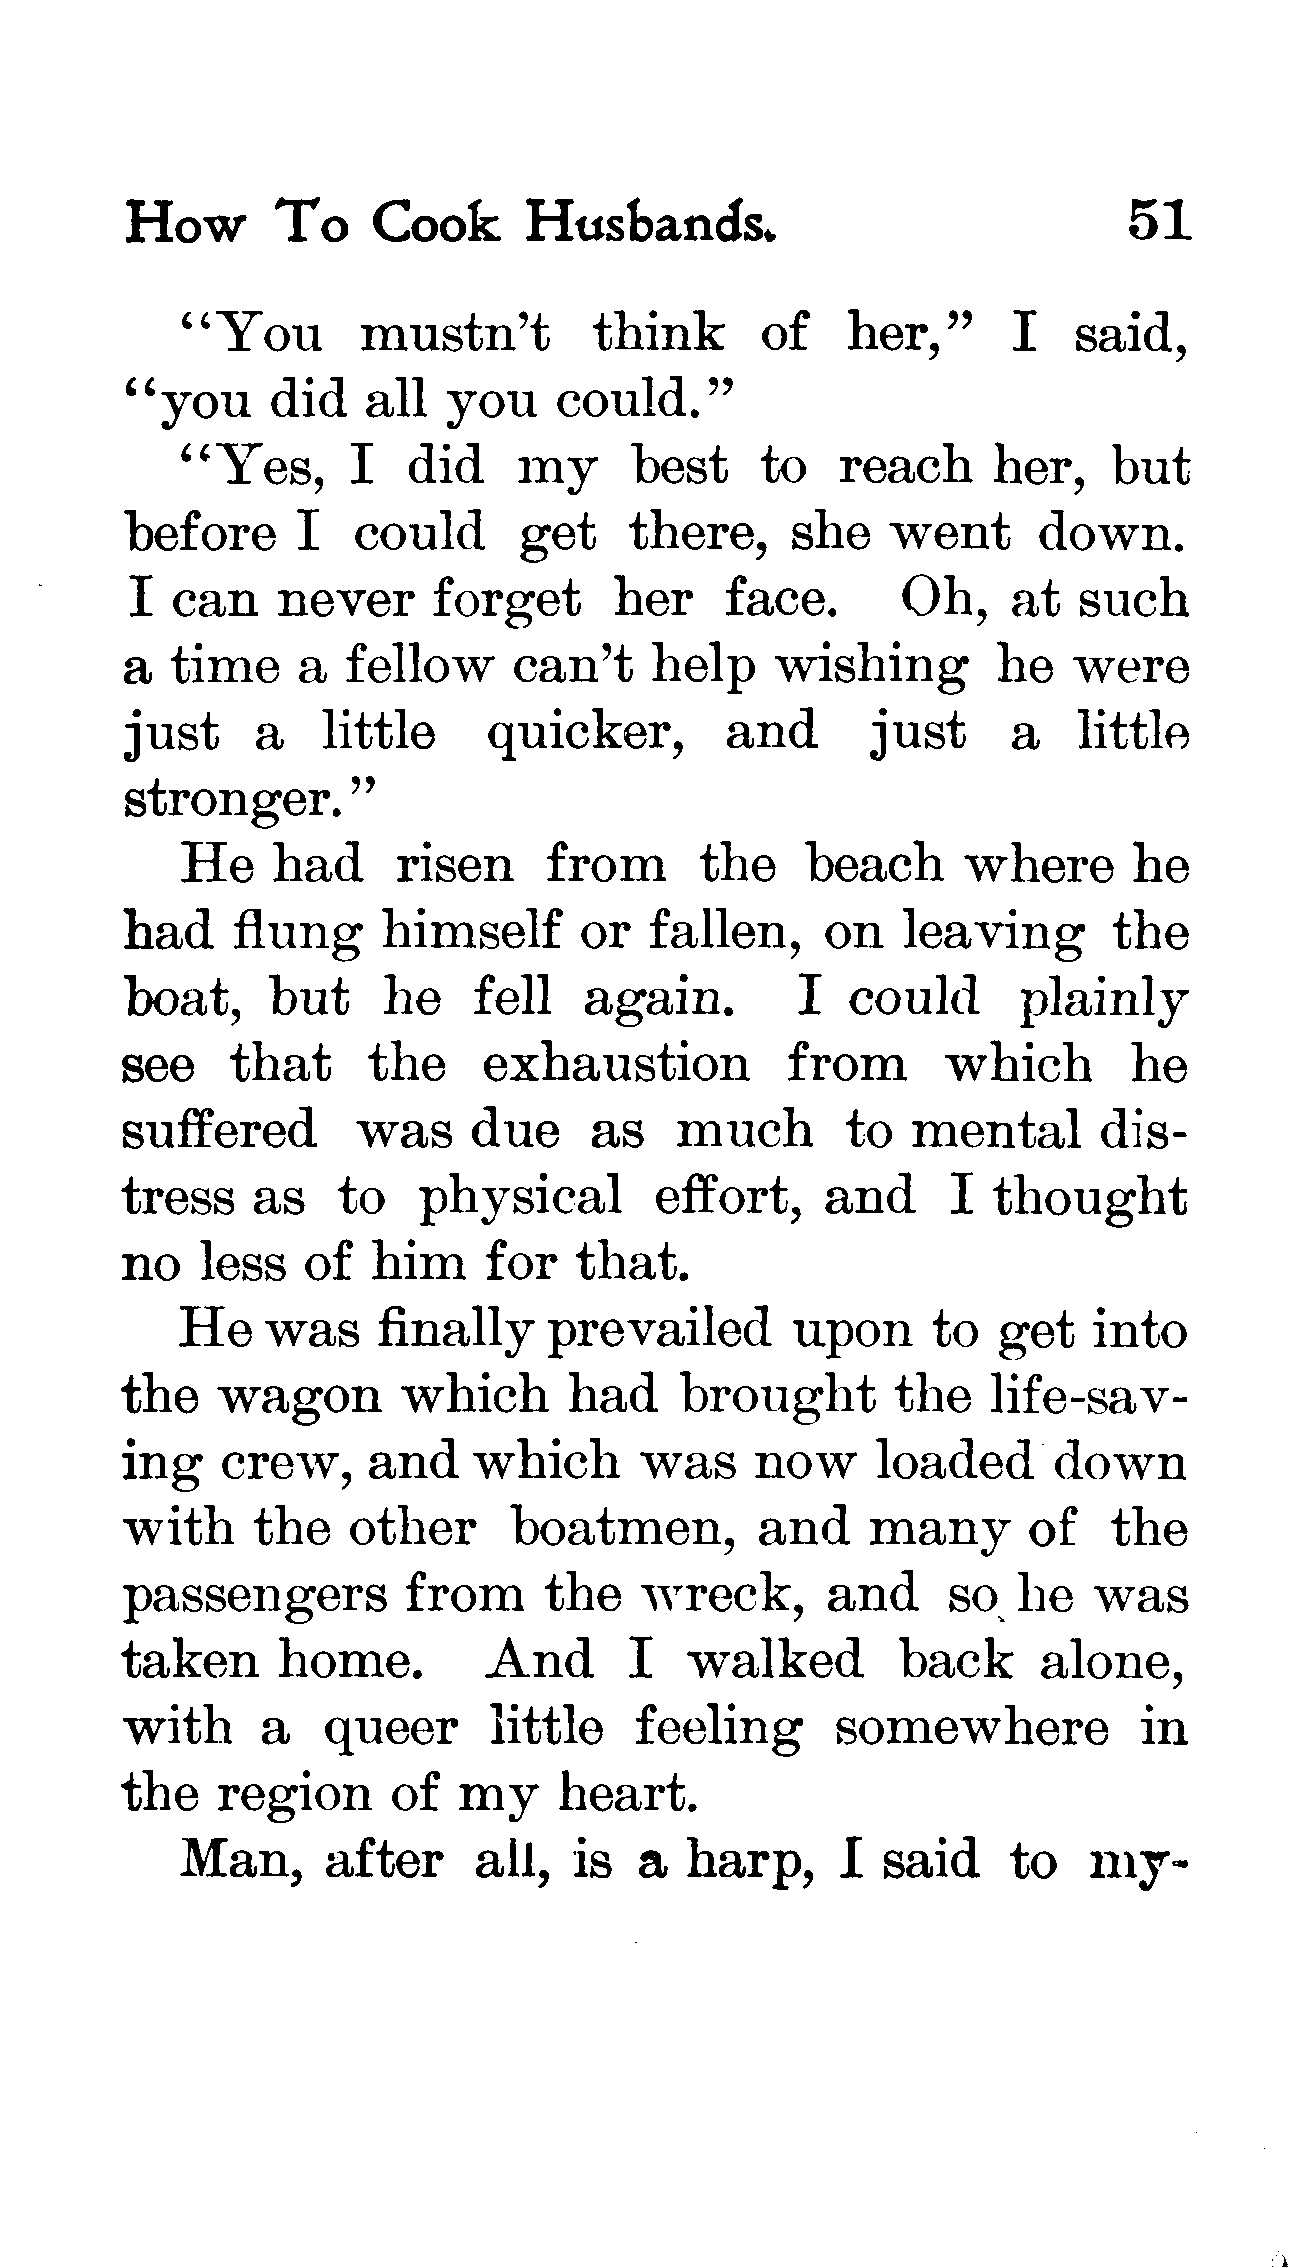 How To Cook Husbands. 51
"You mustn't think of her," I said,
"you did all you could."
"Yes, I did my best to reach her, but
before I could get there, she went down.
I can never forget her face. Oh, at such
a time a fellow can't help wishing he were
just a little quicker, and just a little
stronger."
He had risen from the beach where he
had flung himself or fallen, on leaving the
boat, but he fell again. I could plainly
see that the exhaustion from which he
suffered was due as much to mental dis-
tress as to physical effort, and I thought
no less of him for that.
He was finally prevailed upon to get into
the wagon which had brought the life-sav-
ing crew, and which was now loaded down
with the other boatmen, and many of the
passengers from the wreck, and so he was
taken home. And I walked back alone,
with a queer little feeling somewhere in
the region of my heart.
Man, after all, is a harp, I said to my-